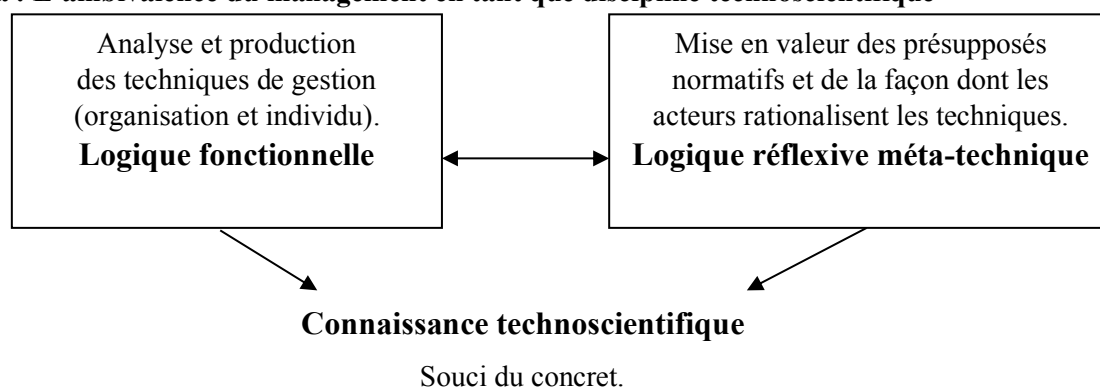 : L'ambivalence du management en tant que discipline technoscientifique
Analyse et production
des techniques de gestion
(organisation et individu).
Logique fonctionnelle
Mise en valeur des présupposés
normatifs et de la façon dont les
acteurs rationalisent les techniques.
Logique réflexive méta-technique
Connaissance technoscientifique
Souci du concret.